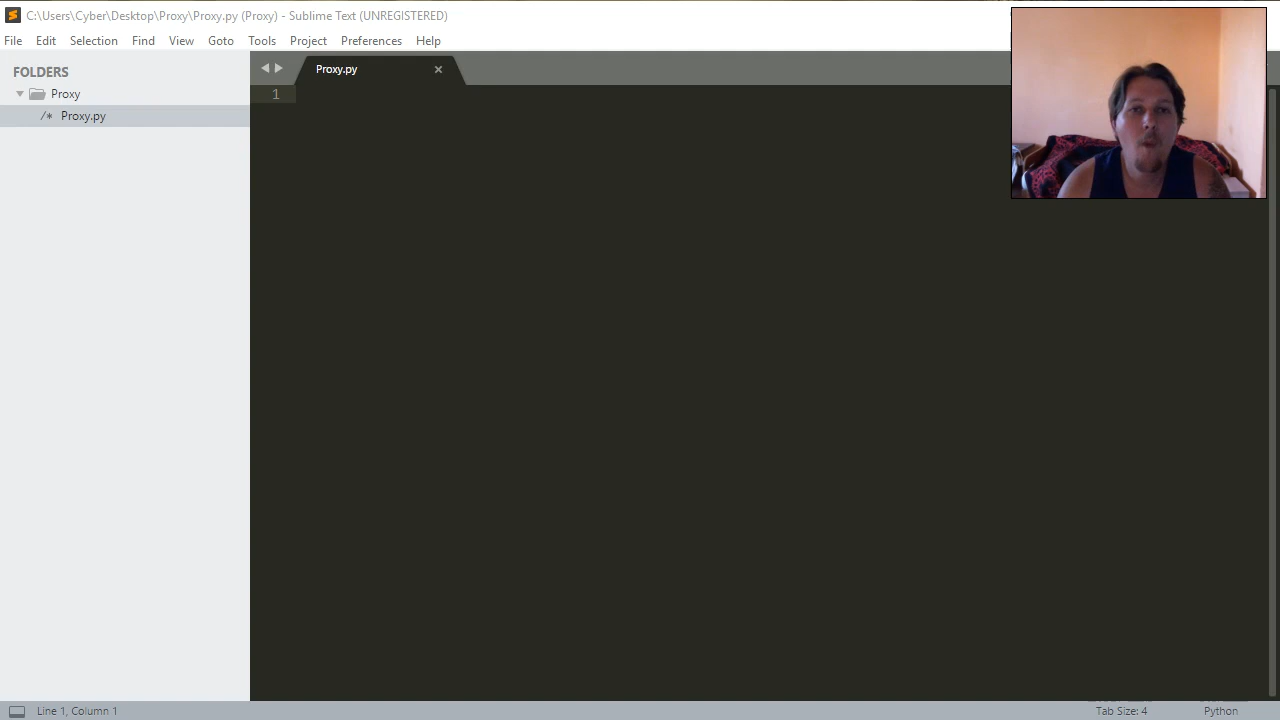 C:\Users\Cyber\Desktop\Proxy\Proxy.py (Proxy) - Sublime Text (UNREGISTERED)
File Edit Selection Find View Goto Tools Project Preferences Help
FOLDERS
Proxy
/* Proxy.py
Proxy.py ×
1
Line 1, Column 1
Tab Size: 4
Python